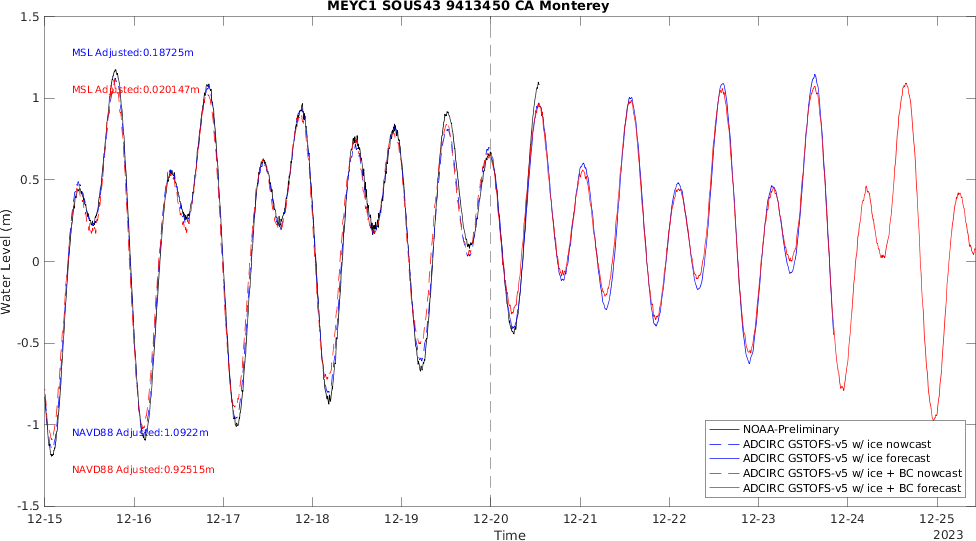 MEYC1 SOUS43 9413450 CA Monterey
1.5
1
0.5
0
-0.5
-1
-1.5
Water Level (m)
MSL Adjusted:0.18725m
MSL Adjusted:0.020147m
NAVD88 Adjusted:1.0922m
NAVD88 Adjusted:0.92515m
NOAA-Preliminary
ADCIRC GSTOFS-v5 w/ ice nowcast
ADCIRC GSTOFS-v5 w/ ice forecast
ADCIRC GSTOFS-v5 w/ ice + BC nowcast
ADCIRC GSTOFS-v5 w/ ice + BC forecast
12-15 12-16 12-17 12-18 12-19 12-20 12-21 12-22 12-23 12-24 12-25
Time
2023